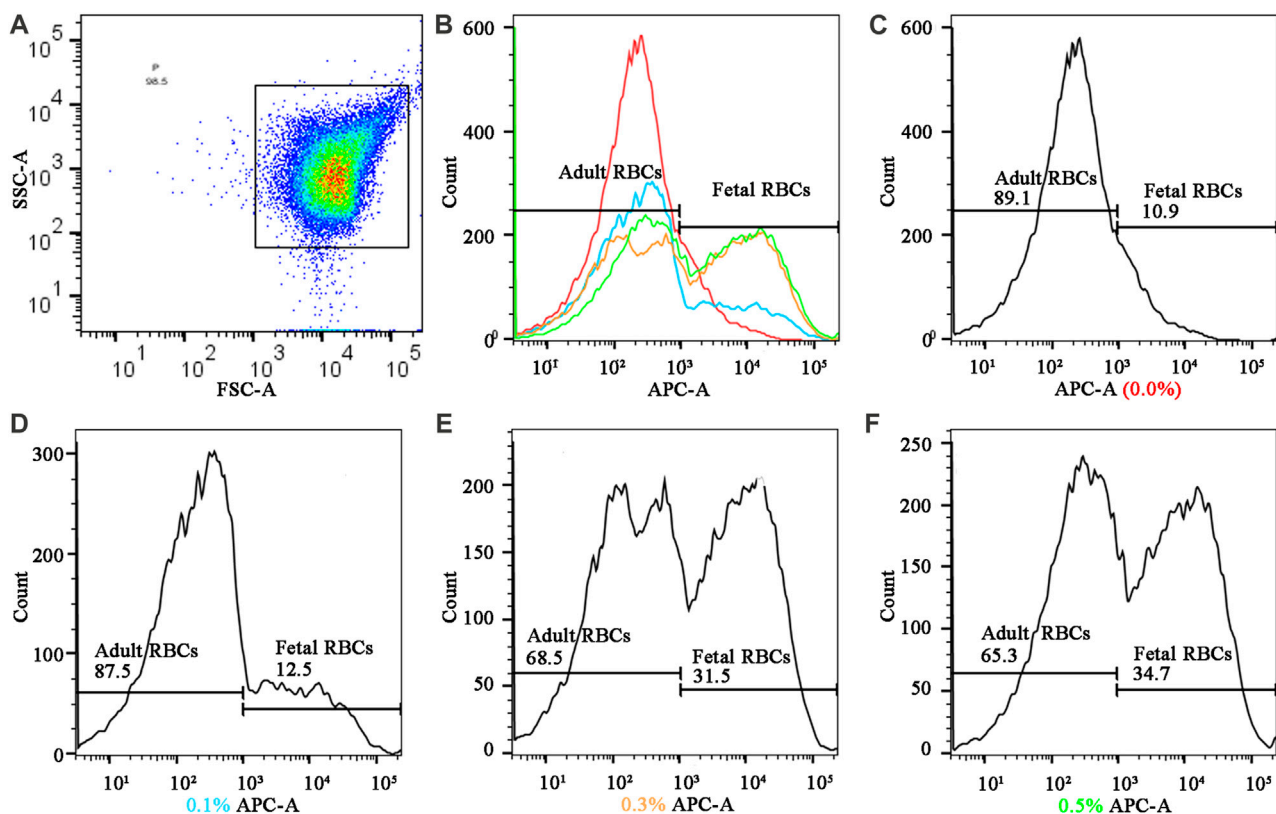 A
P
98.5
SSC-A
10^5
10^4
10^3
10^2
10^1
10^1
10^2
10^3
10^4
10^5
FSC-A
B
Count
600
400
200
0
Adult RBCs
Fetal RBCs
10^1
10^2
10^3
10^4
10^5
APC-A
C
Count
600
400
200
0
Adult RBCs
89.1
Fetal RBCs
10.9
10^1
10^2
10^3
10^4
10^5
APC-A (0.0%)
D
Count
300
200
100
0
Adult RBCs
87.5
Fetal RBCs
12.5
10^1
10^2
10^3
10^4
10^5
0.1% APC-A
E
Count
250
200
150
100
50
0
Adult RBCs
68.5
Fetal RBCs
31.5
10^1
10^2
10^3
10^4
10^5
0.3% APC-A
F
Count
250
200
150
100
50
0
Adult RBCs
65.3
Fetal RBCs
34.7
10^1
10^2
10^3
10^4
10^5
0.5% APC-A